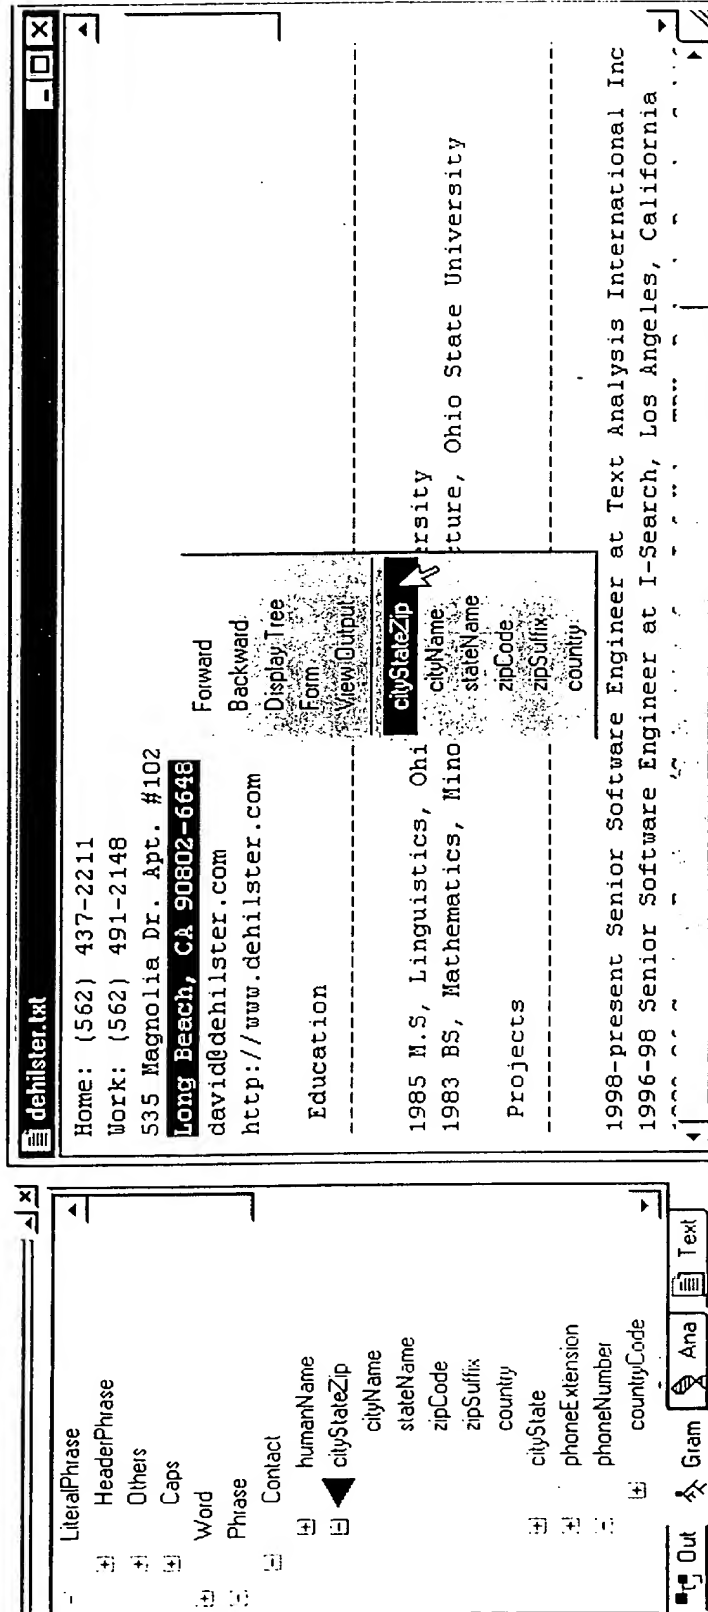 LiteralPhrase
HeaderPhrase
Others
Caps
Word
Phrase
Contact
humanName
cityStateZip
cityName
stateName
zipCode
zipSuffix
country
cityState
phoneExtension
phoneNumber
countryCode
Out Gram Ana Text
dehilster.txt
Home: (562) 437-2211
Work: (562) 491-2148
535 Magnolia Dr. Apt. #102
Long Beach, CA 90802-6648
david@dehilster.com
http://www.dehilster.com
Education
1985 M.S, Linguistics, Ohi ersity
1983 BS, Mathematics, Mino cture, Ohio State University
Projects
1998-present Senior Software Engineer at Text Analysis International Inc
1996-98 Senior Software Engineer at I-Search, Los Angeles, California
Forward
Backward
Display Tree
Form
View Output
cityStateZip
cityName
stateName
zipCode
zipSuffix
country